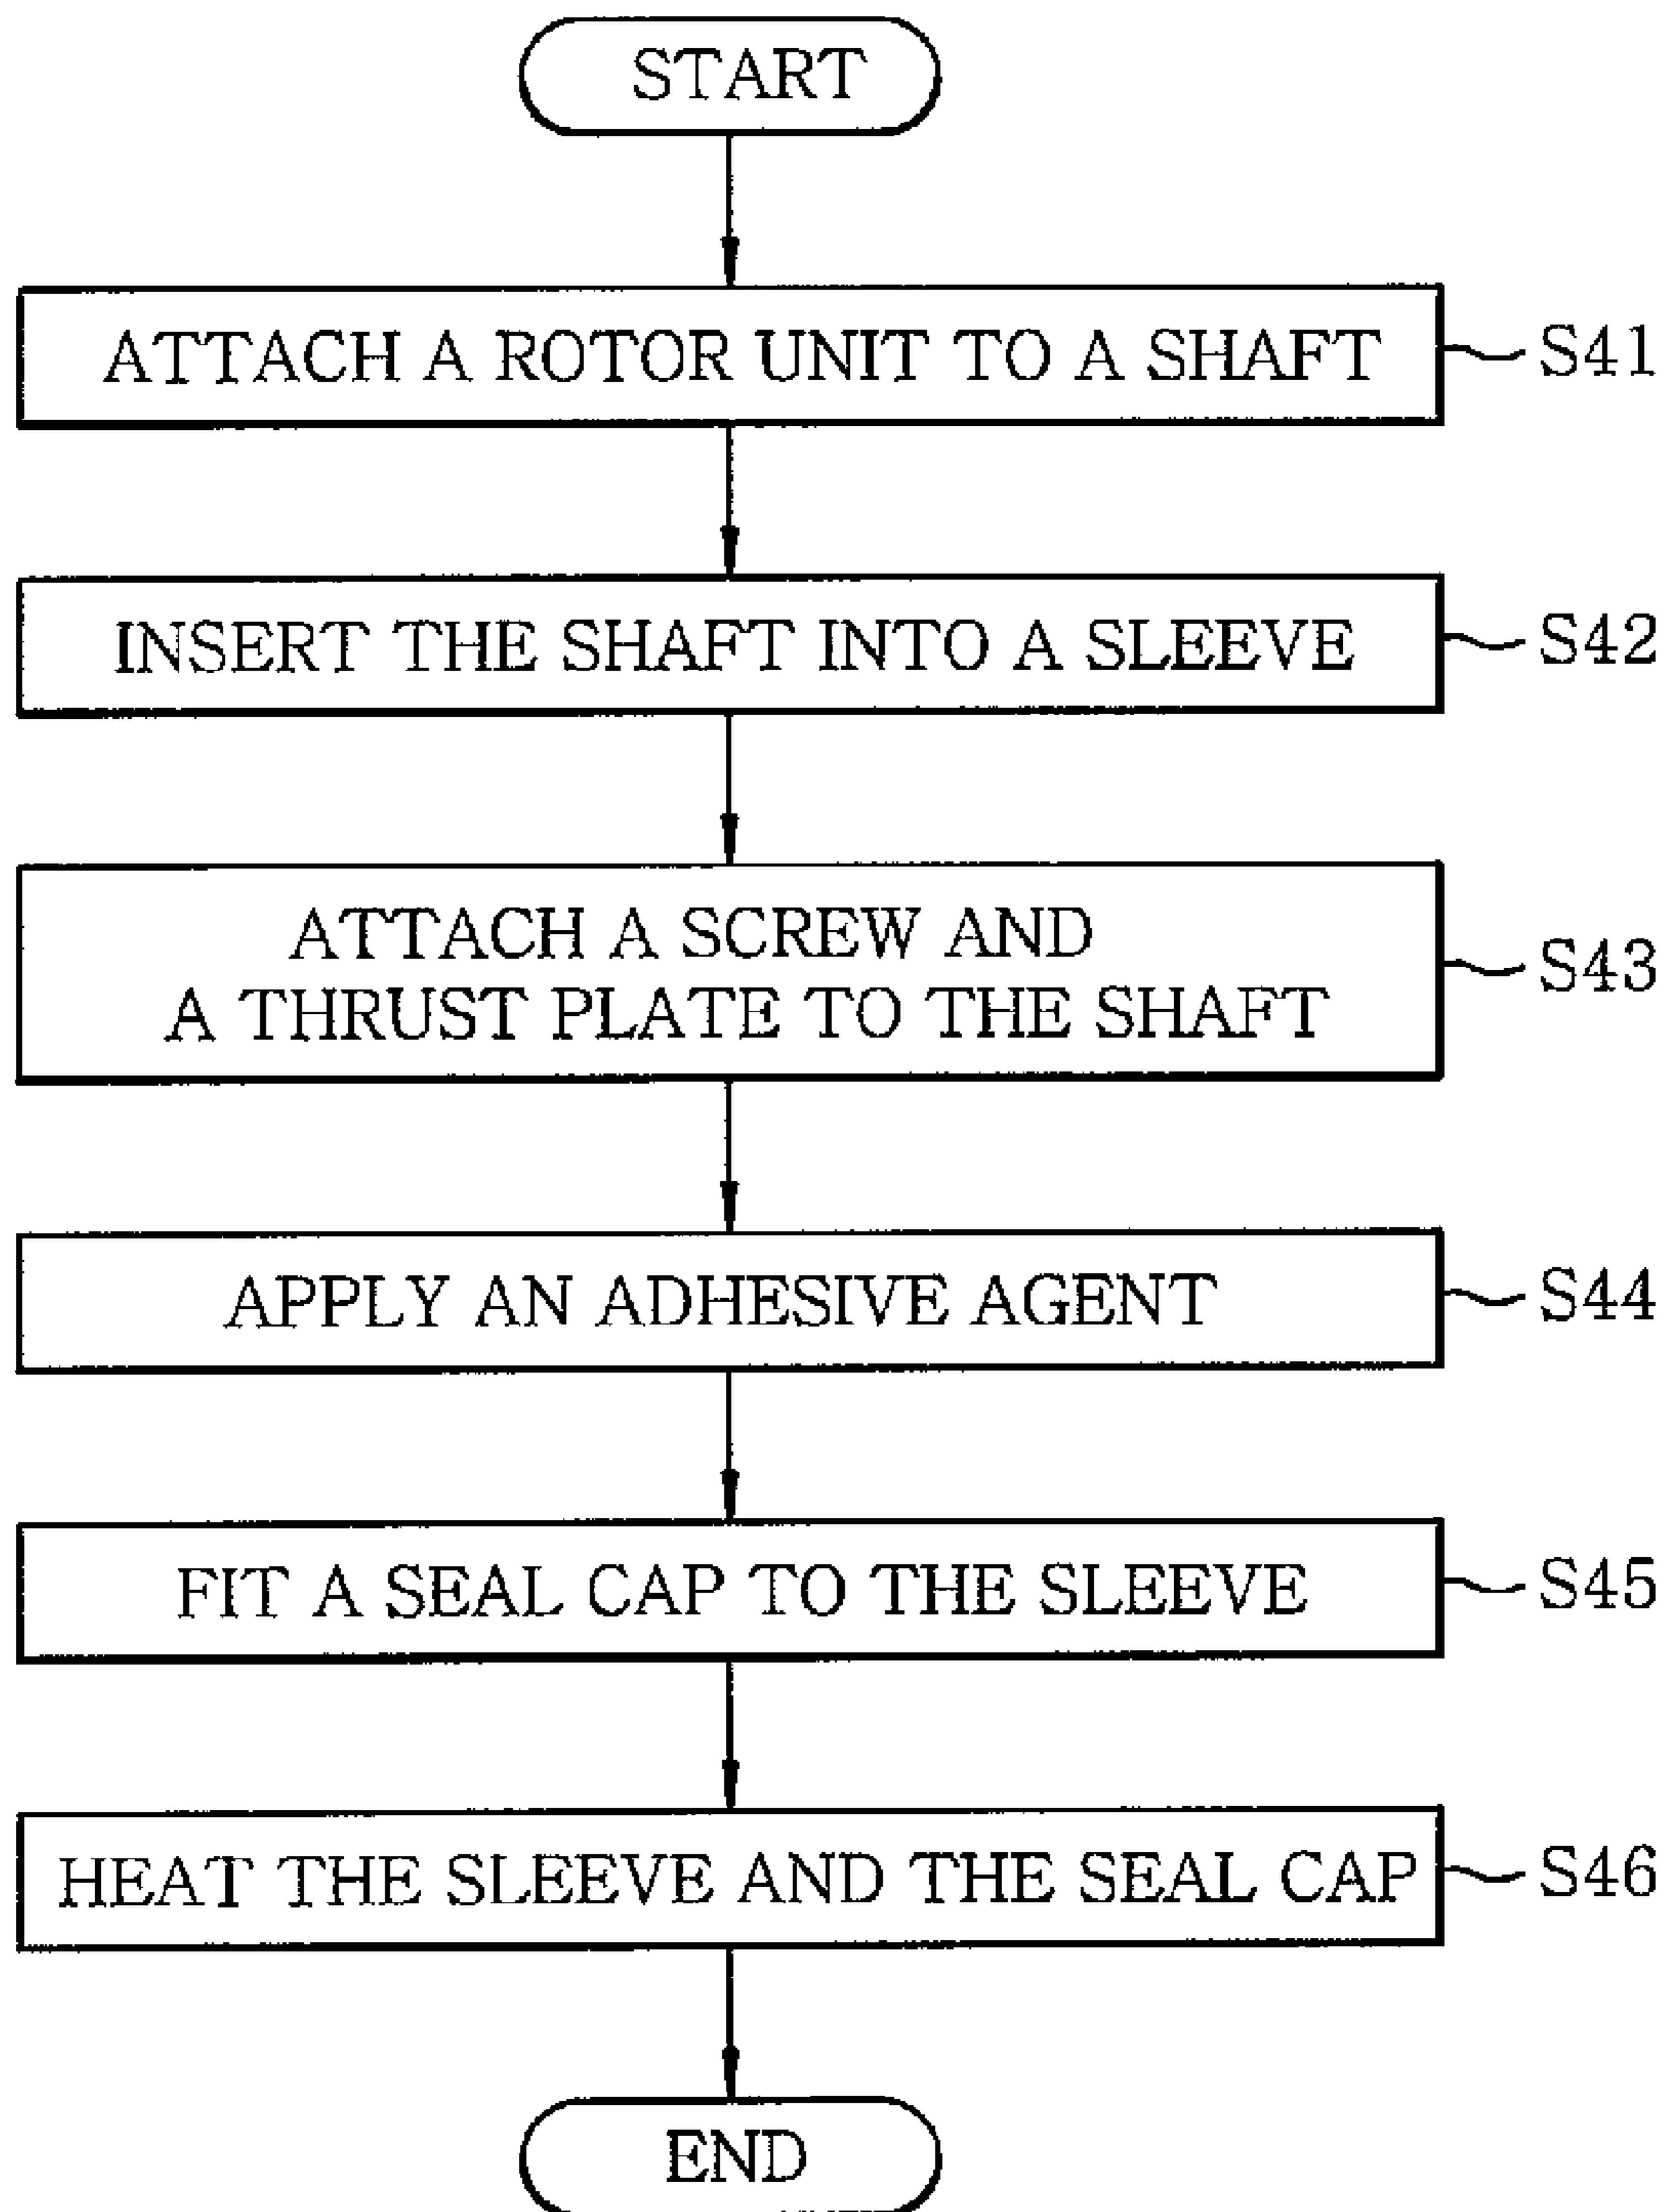 START
ATTACH A ROTOR UNIT TO A SHAFT
S41
INSERT THE SHAFT INTO A SLEEVE
S42
ATTACH A SCREW AND
A THRUST PLATE TO THE SHAFT
S43
APPLY AN ADHESIVE AGENT
S44
FIT A SEAL CAP TO THE SLEEVE
S45
HEAT THE SLEEVE AND THE SEAL CAP
S46
END